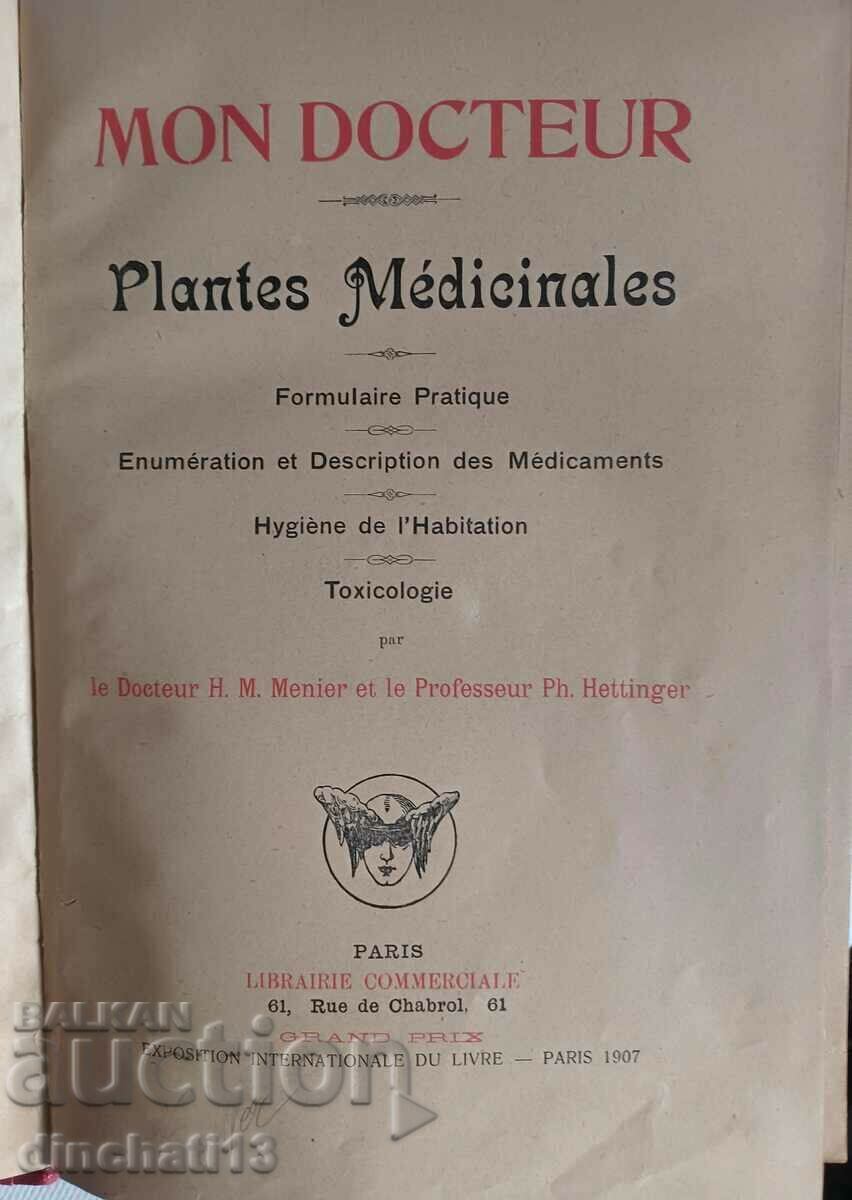 MON DOCTEUR
Plantes Médicinales
Formulaire Pratique
Enumération et Description des Médicaments
Hygiène de l'Habitation
Toxicologie
par
le Docteur H. M. Menier et le Professeur Ph. Hettinger
PARIS
LIBRAIRIE COMMERCIALE
61, Rue de Chabrol, 61
GRAND PRIX
EXPOSITION INTERNATIONALE DU LIVRE — PARIS 1907
BALKAN
auction
dinchati13